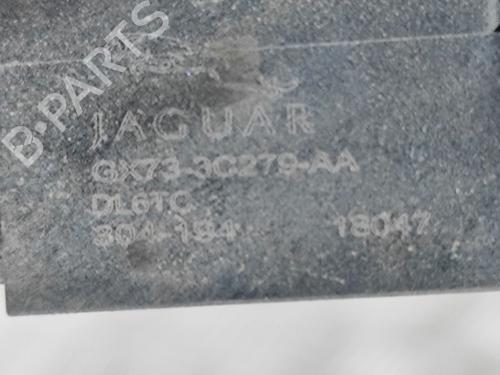 B-PARTS
JAGUAR
GX73-3C279-AA
DL6TC
304-184 18047